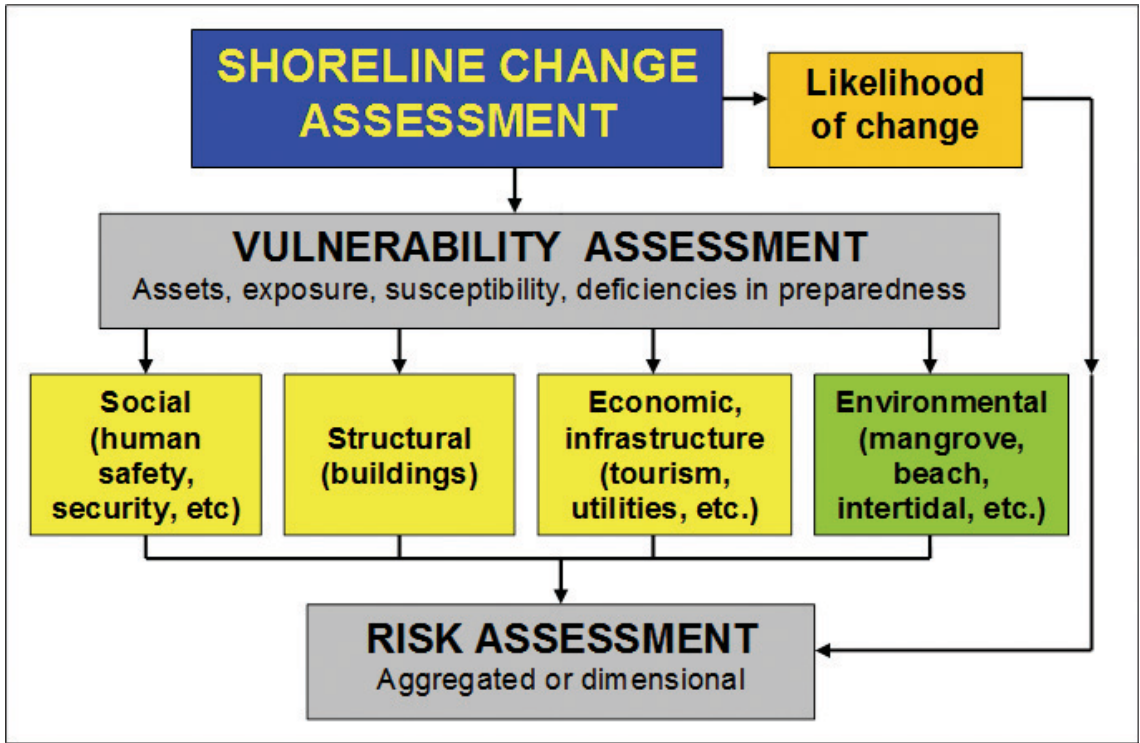 SHORELINE CHANGE
ASSESSMENT
Likelihood
of change
VULNERABILITY ASSESSMENT
Assets, exposure, susceptibility, deficiencies in preparedness
Social
(human
safety,
security, etc)
Structural
(buildings)
Economic,
infrastructure
(tourism,
utilities, etc.)
Environmental
(mangrove,
beach,
intertidal, etc.)
RISK ASSESSMENT
Aggregated or dimensional